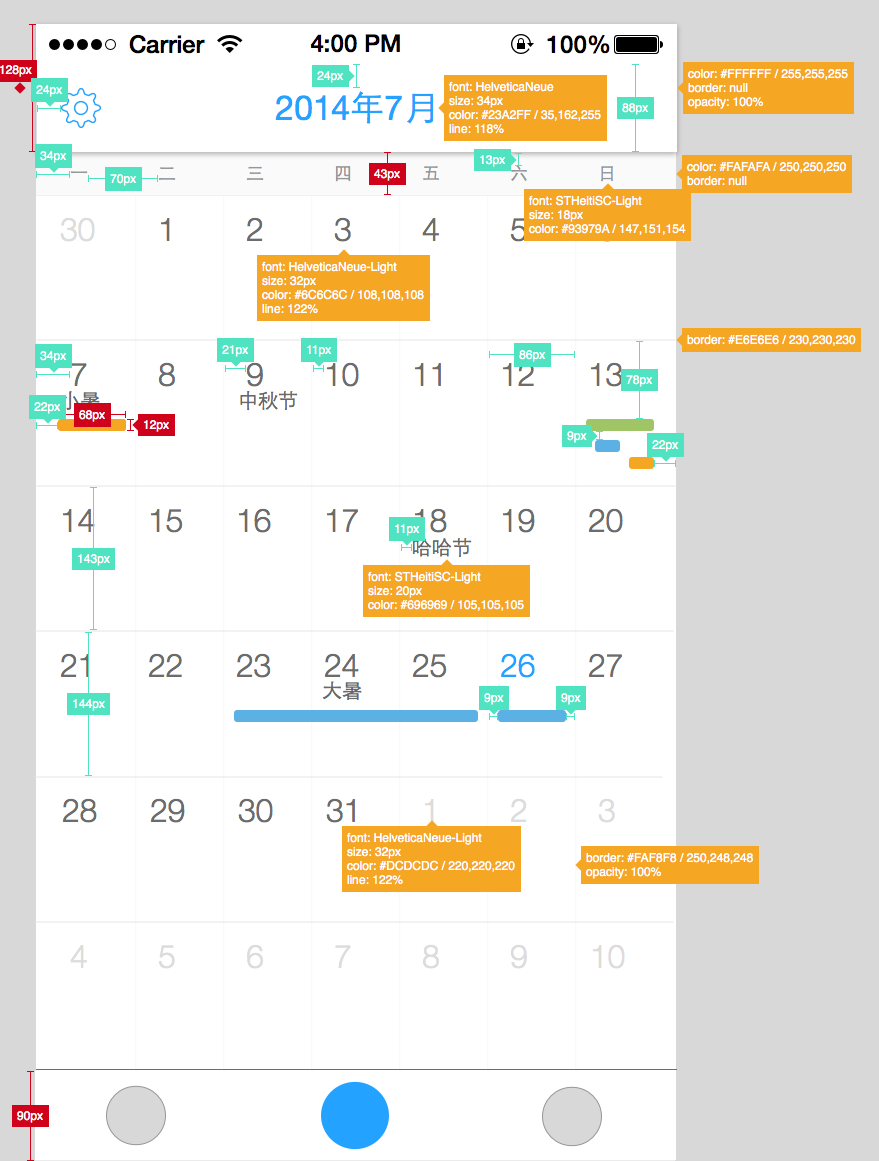 Carrier 4:00 PM 100%
128px
24px
24px
2014年7月
font: HelveticaNeue
size: 34px
color: #23A2FF / 35,162,255
line: 118%
88px
color: #FFFFFF / 255,255,255
border: null
opacity: 100%
34px
70px
43px
13px
一 二 三 四 五 六 日
color: #FAFAFA / 250,250,250
border: null
font: STHeitiSC-Light
size: 18px
color: #93979A / 147,151,154
30 1 2 3 4 5
font: HelveticaNeue-Light
size: 32px
color: #6C6C6C / 108,108,108
line: 122%
border: #E6E6E6 / 230,230,230
34px
21px
11px
86px
78px
7 8 9 10 11 12 13
小暑 中秋节
22px
68px
12px
9px
22px
14 15 16 17 18 19 20
11px
哈哈节
143px
font: STHeitiSC-Light
size: 20px
color: #696969 / 105,105,105
21 22 23 24 25 26 27
大暑
144px
9px
9px
28 29 30 31 1 2 3
font: HelveticaNeue-Light
size: 32px
color: #DCDCDC / 220,220,220
line: 122%
border: #FAF8F8 / 250,248,248
opacity: 100%
4 5 6 7 8 9 10
90px